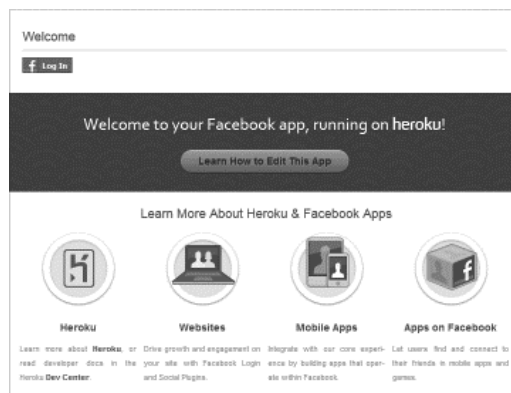 Welcome
f Log In
Welcome to your Facebook app, running on heroku!
Learn How to Edit This App
Learn More About Heroku & Facebook Apps
Heroku
Learn more about Heroku, or
read developer docs in the
Heroku Dev Center.
Websites
Drive growth and engagement on
your site with Facebook Login
and Social Plugins.
Mobile Apps
Integrate with our core experi-
ence by building apps that oper-
ate within Facebook.
Apps on Facebook
Let users find and connect to
their friends in mobile apps and
games.